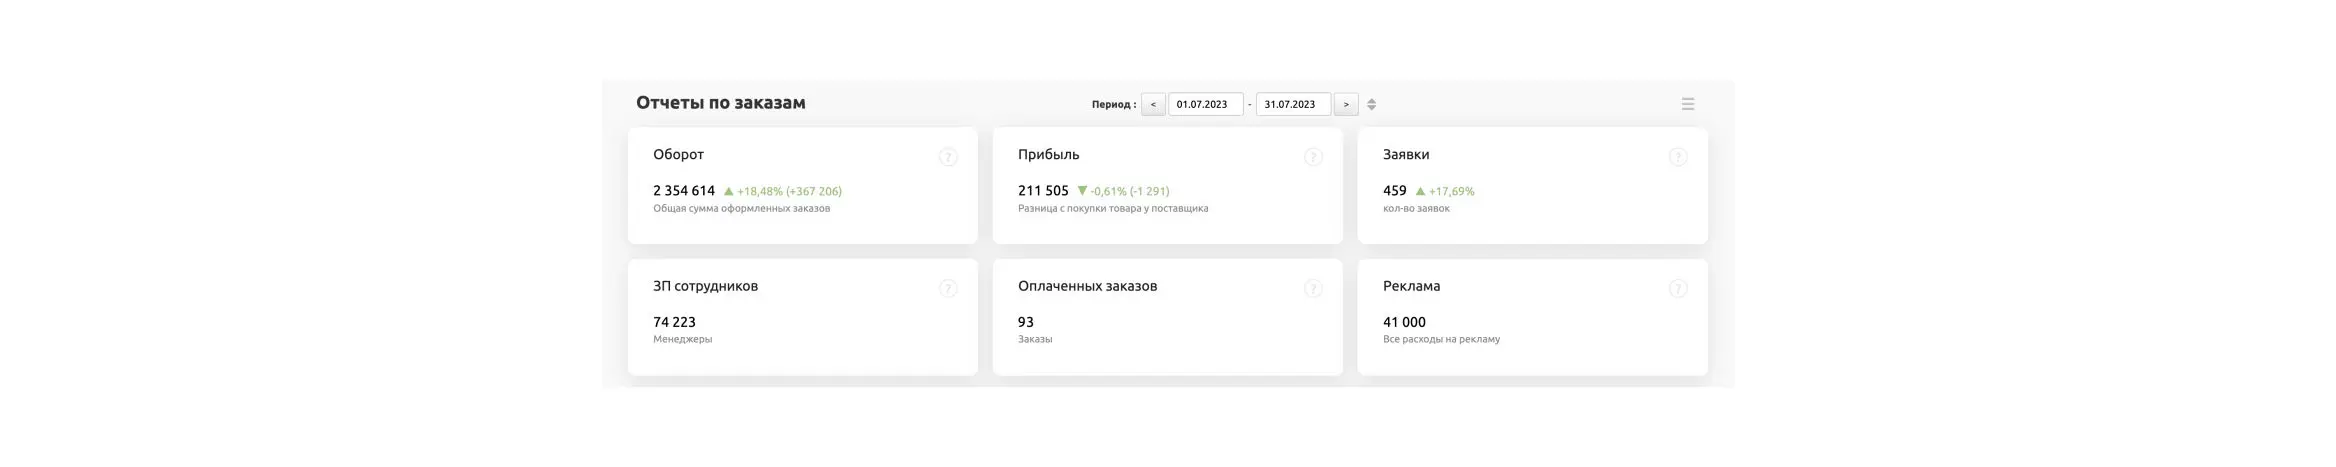 Отчеты по заказам
Период : < 01.07.2023 - 31.07.2023 >
Оборот ?
2 354 614 ▲ +18,48% (+367 206)
Общая сумма оформленных заказов
Прибыль ?
211 505 ▼ -0,61% (-1 291)
Разница с покупки товара у поставщика
Заявки ?
459 ▲ +17,69%
кол-во заявок
ЗП сотрудников ?
74 223
Менеджеры
Оплаченных заказов ?
93
Заказы
Реклама ?
41 000
Все расходы на рекламу